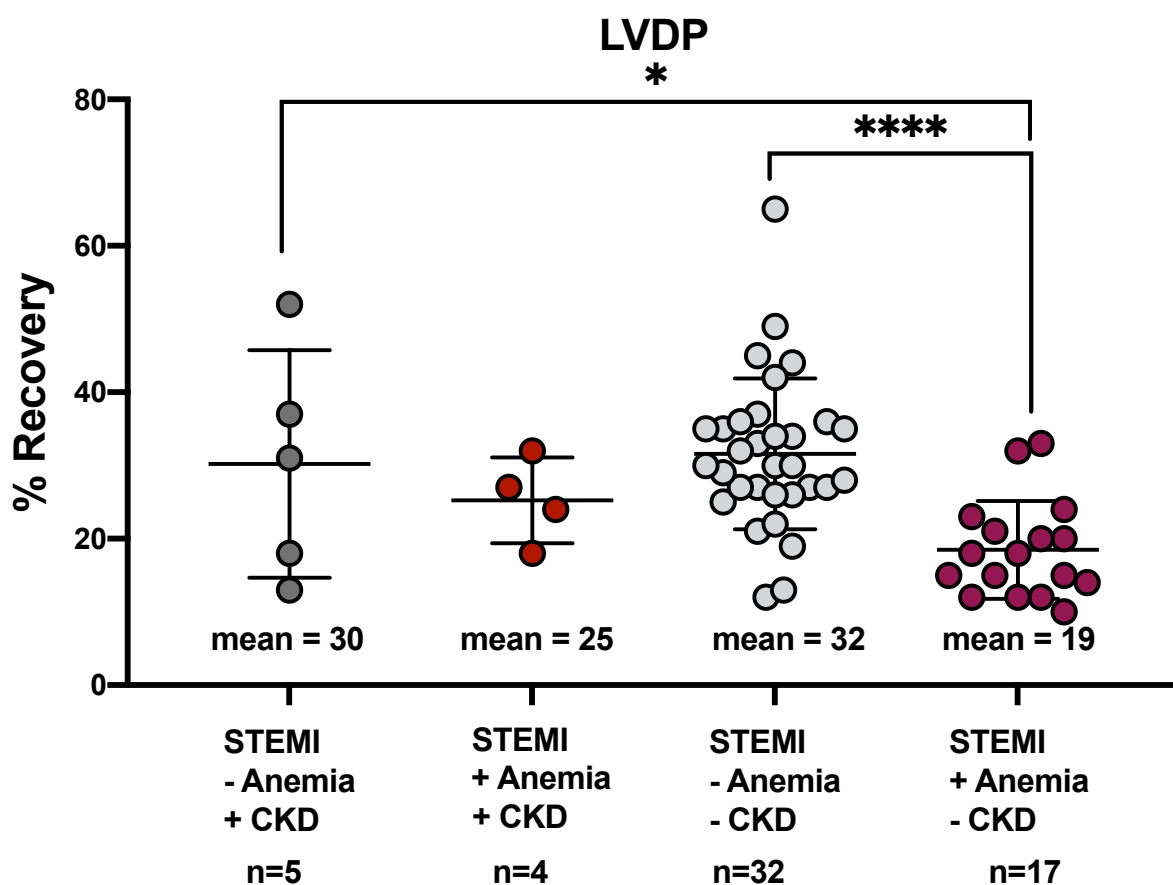 LVDP
*
****
% Recovery
80
60
40
20
0
mean = 30
mean = 25
mean = 32
mean = 19
STEMI
- Anemia
+ CKD
n=5
STEMI
+ Anemia
+ CKD
n=4
STEMI
- Anemia
- CKD
n=32
STEMI
+ Anemia
- CKD
n=17